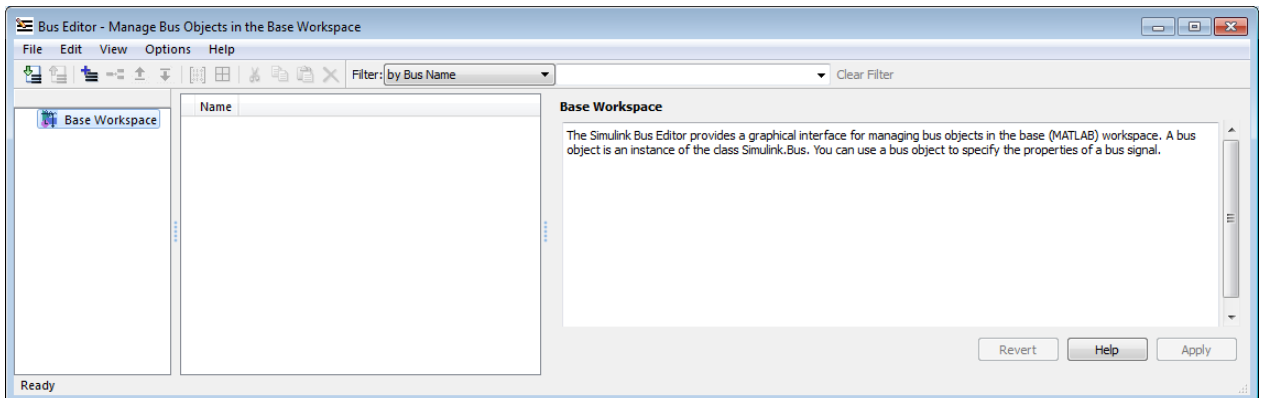 Bus Editor - Manage Bus Objects in the Base Workspace
File Edit View Options Help
Filter: by Bus Name Clear Filter
Base Workspace
Name
Base Workspace
The Simulink Bus Editor provides a graphical interface for managing bus objects in the base (MATLAB) workspace. A bus
object is an instance of the class Simulink.Bus. You can use a bus object to specify the properties of a bus signal.
Revert Help Apply
Ready